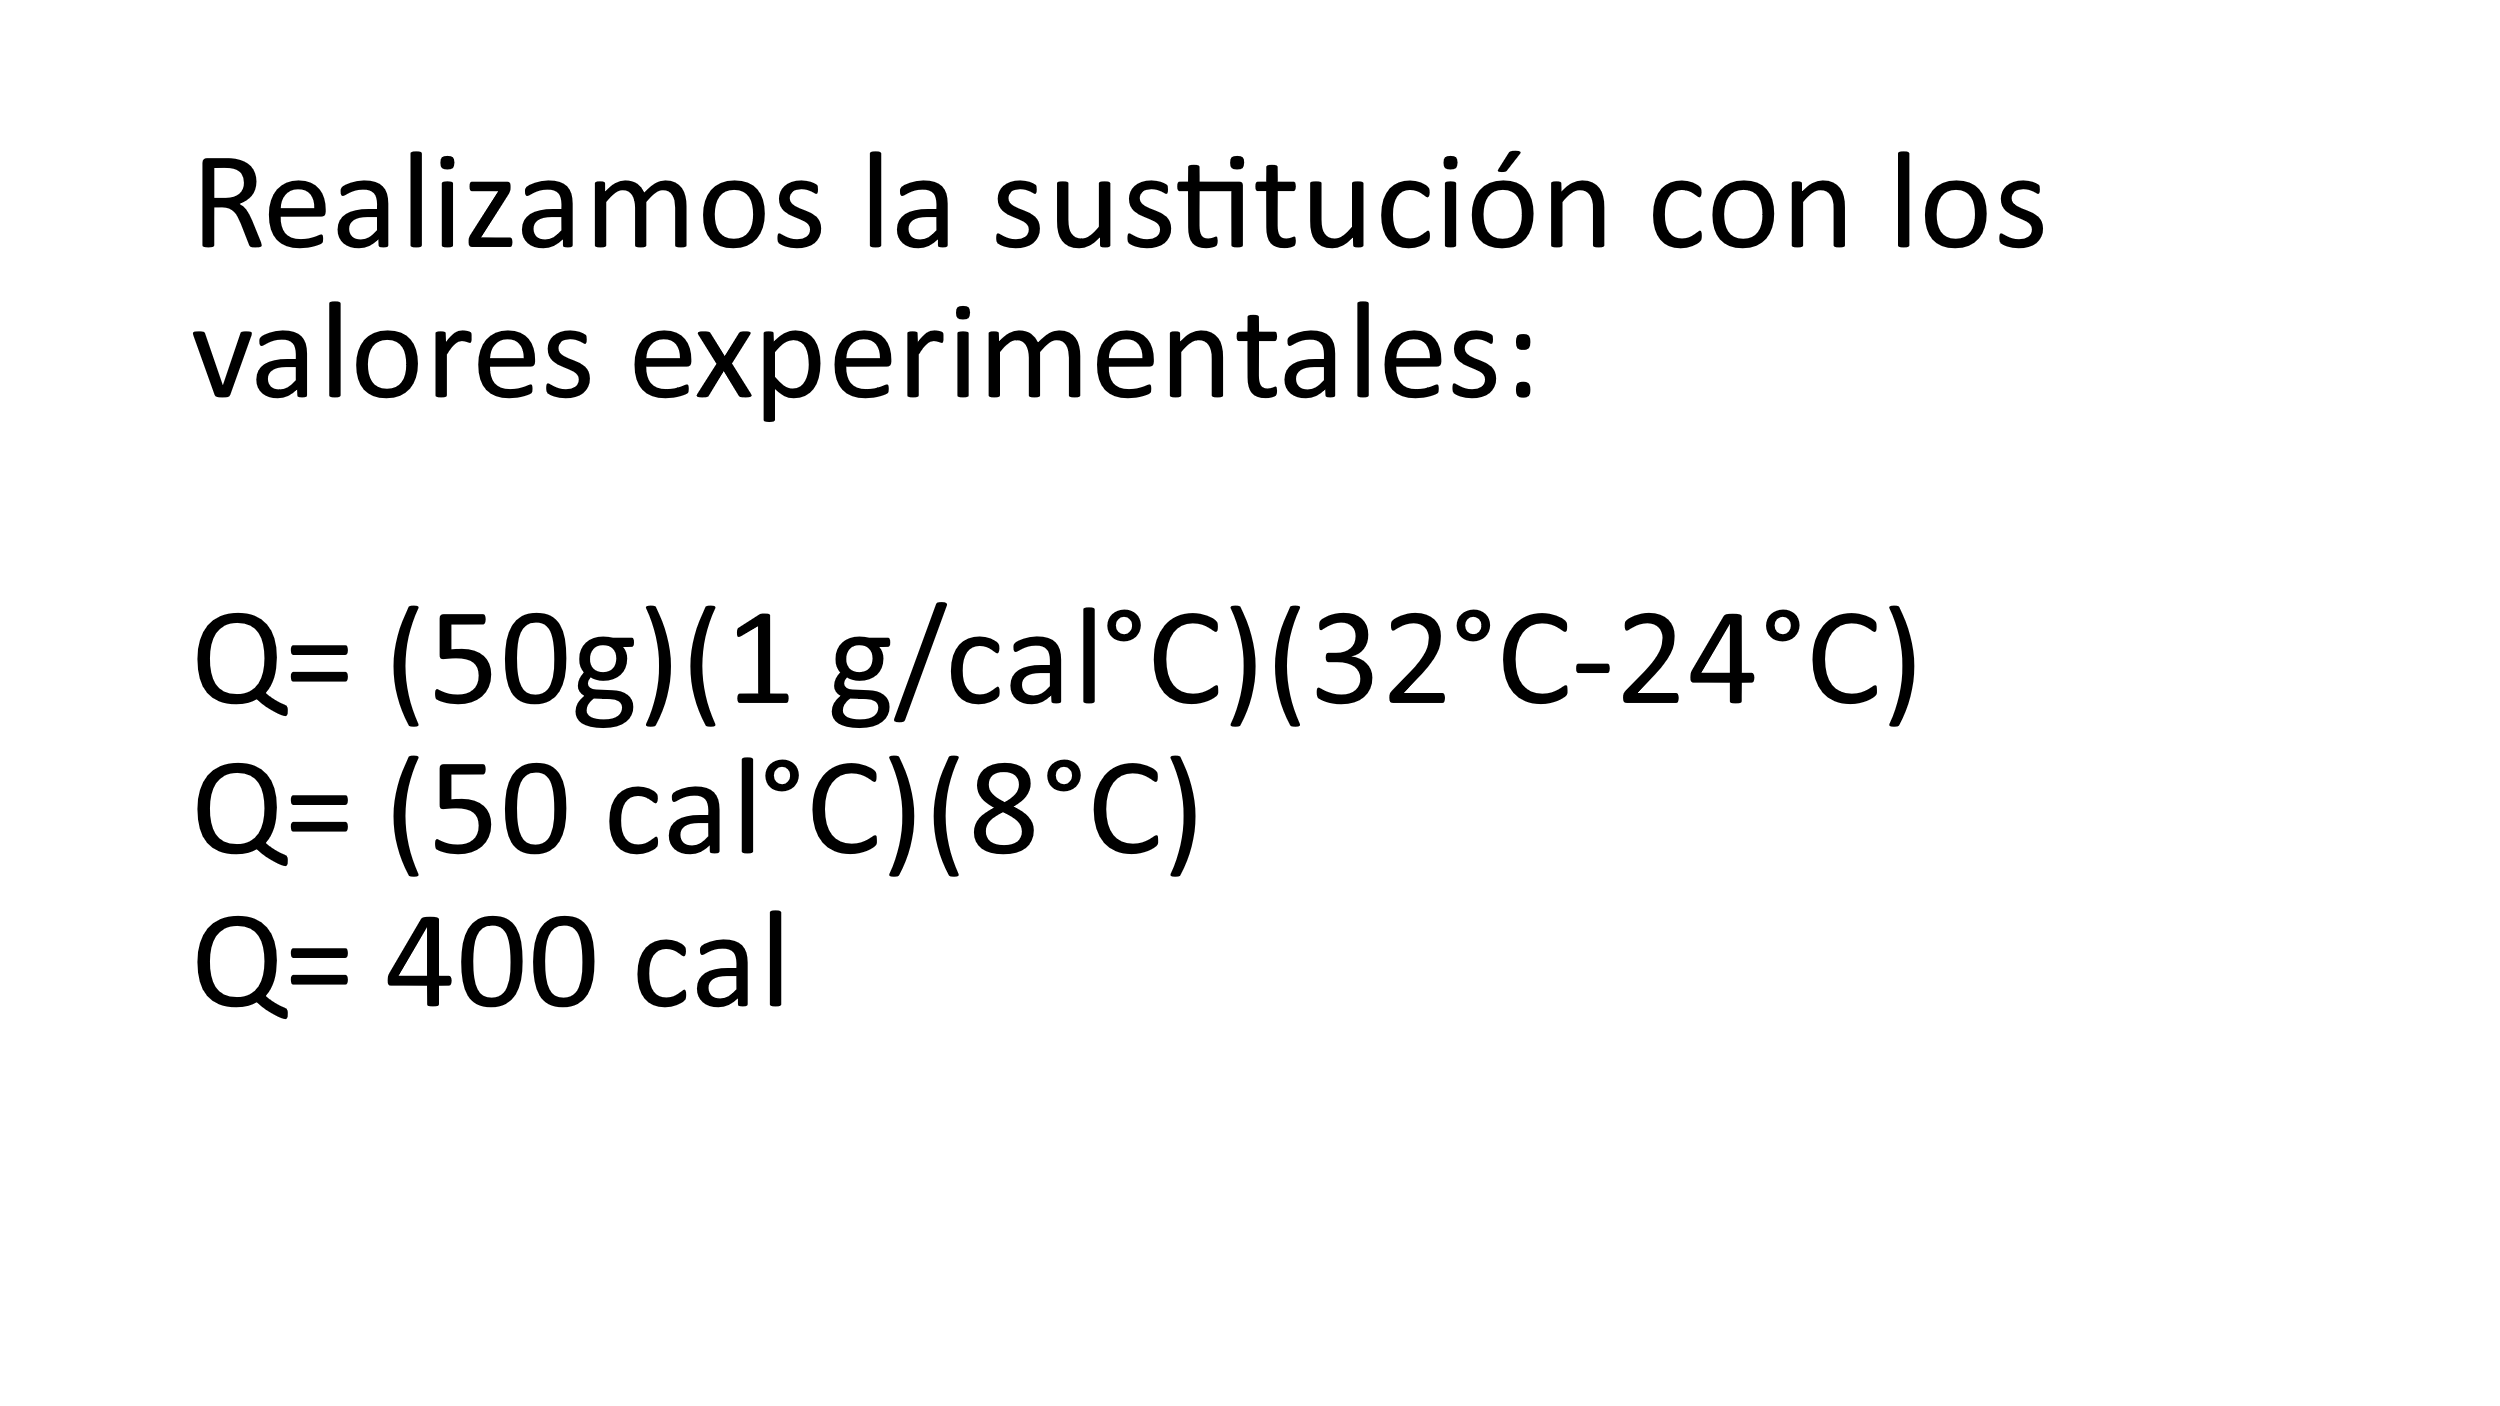 Realizamos la sustitución con los
valores experimentales:
Q= (50g)(1 g/cal°C)(32°C-24°C)
Q= (50 cal°C)(8°C)
Q= 400 cal